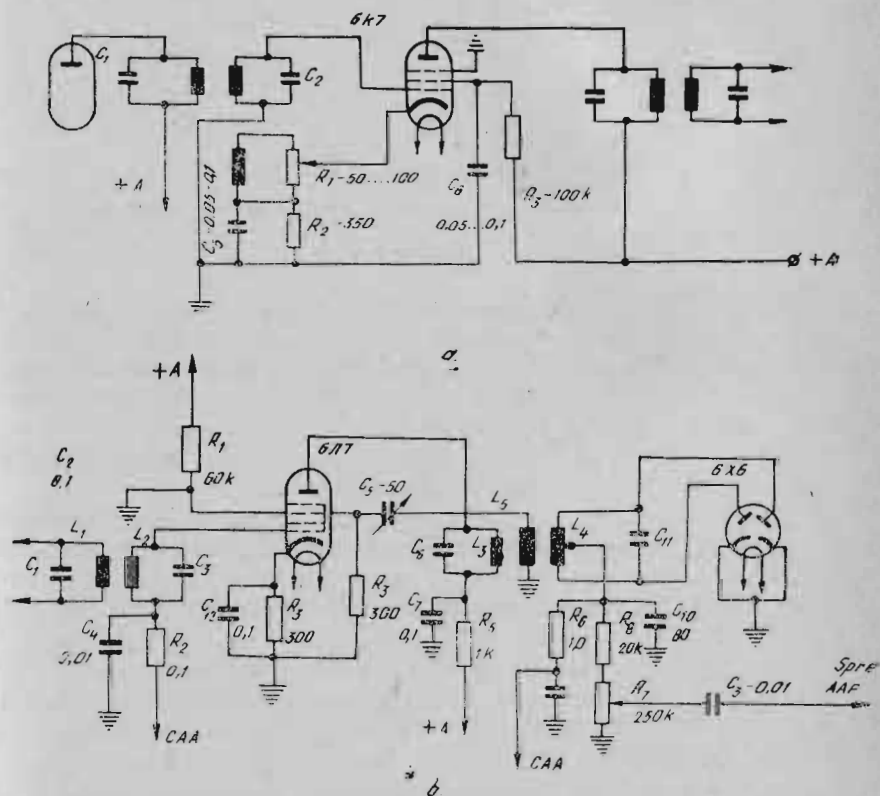 6k7
C1
C2
+A
R1-50....100
C5-0.05-0,1
R2-350
C6
0.05...0,1
R3-100k
+A
a.
+A
R1
60k
C2
0,1
6Л7
C5-50
L5
6X6
L1
L2
C1
C3
C6
L3
L4
C11
C4
0,01
R2
0,1
CAA
C12
0,1
R3
300
R3
300
C7
0,1
R5
1k
+A
R6
1,0
R8
20k
C10
80
R7
250k
C3-0.01
Spre
AAF
CAA
b